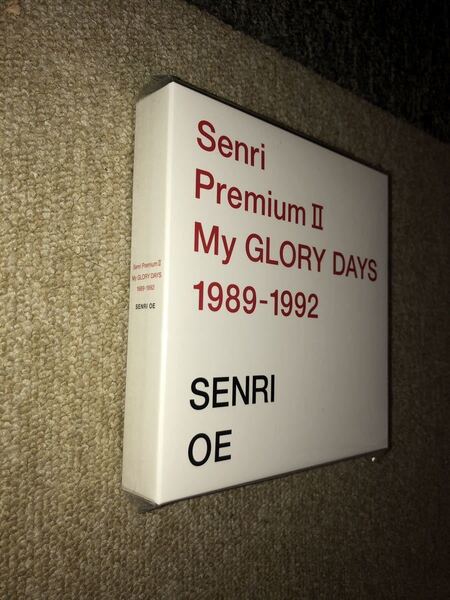 Senri
Premium II
My GLORY DAYS
1989-1992
SENRI
OE
Senri Premium II
My GLORY DAYS
1989-1992
SENRI OE